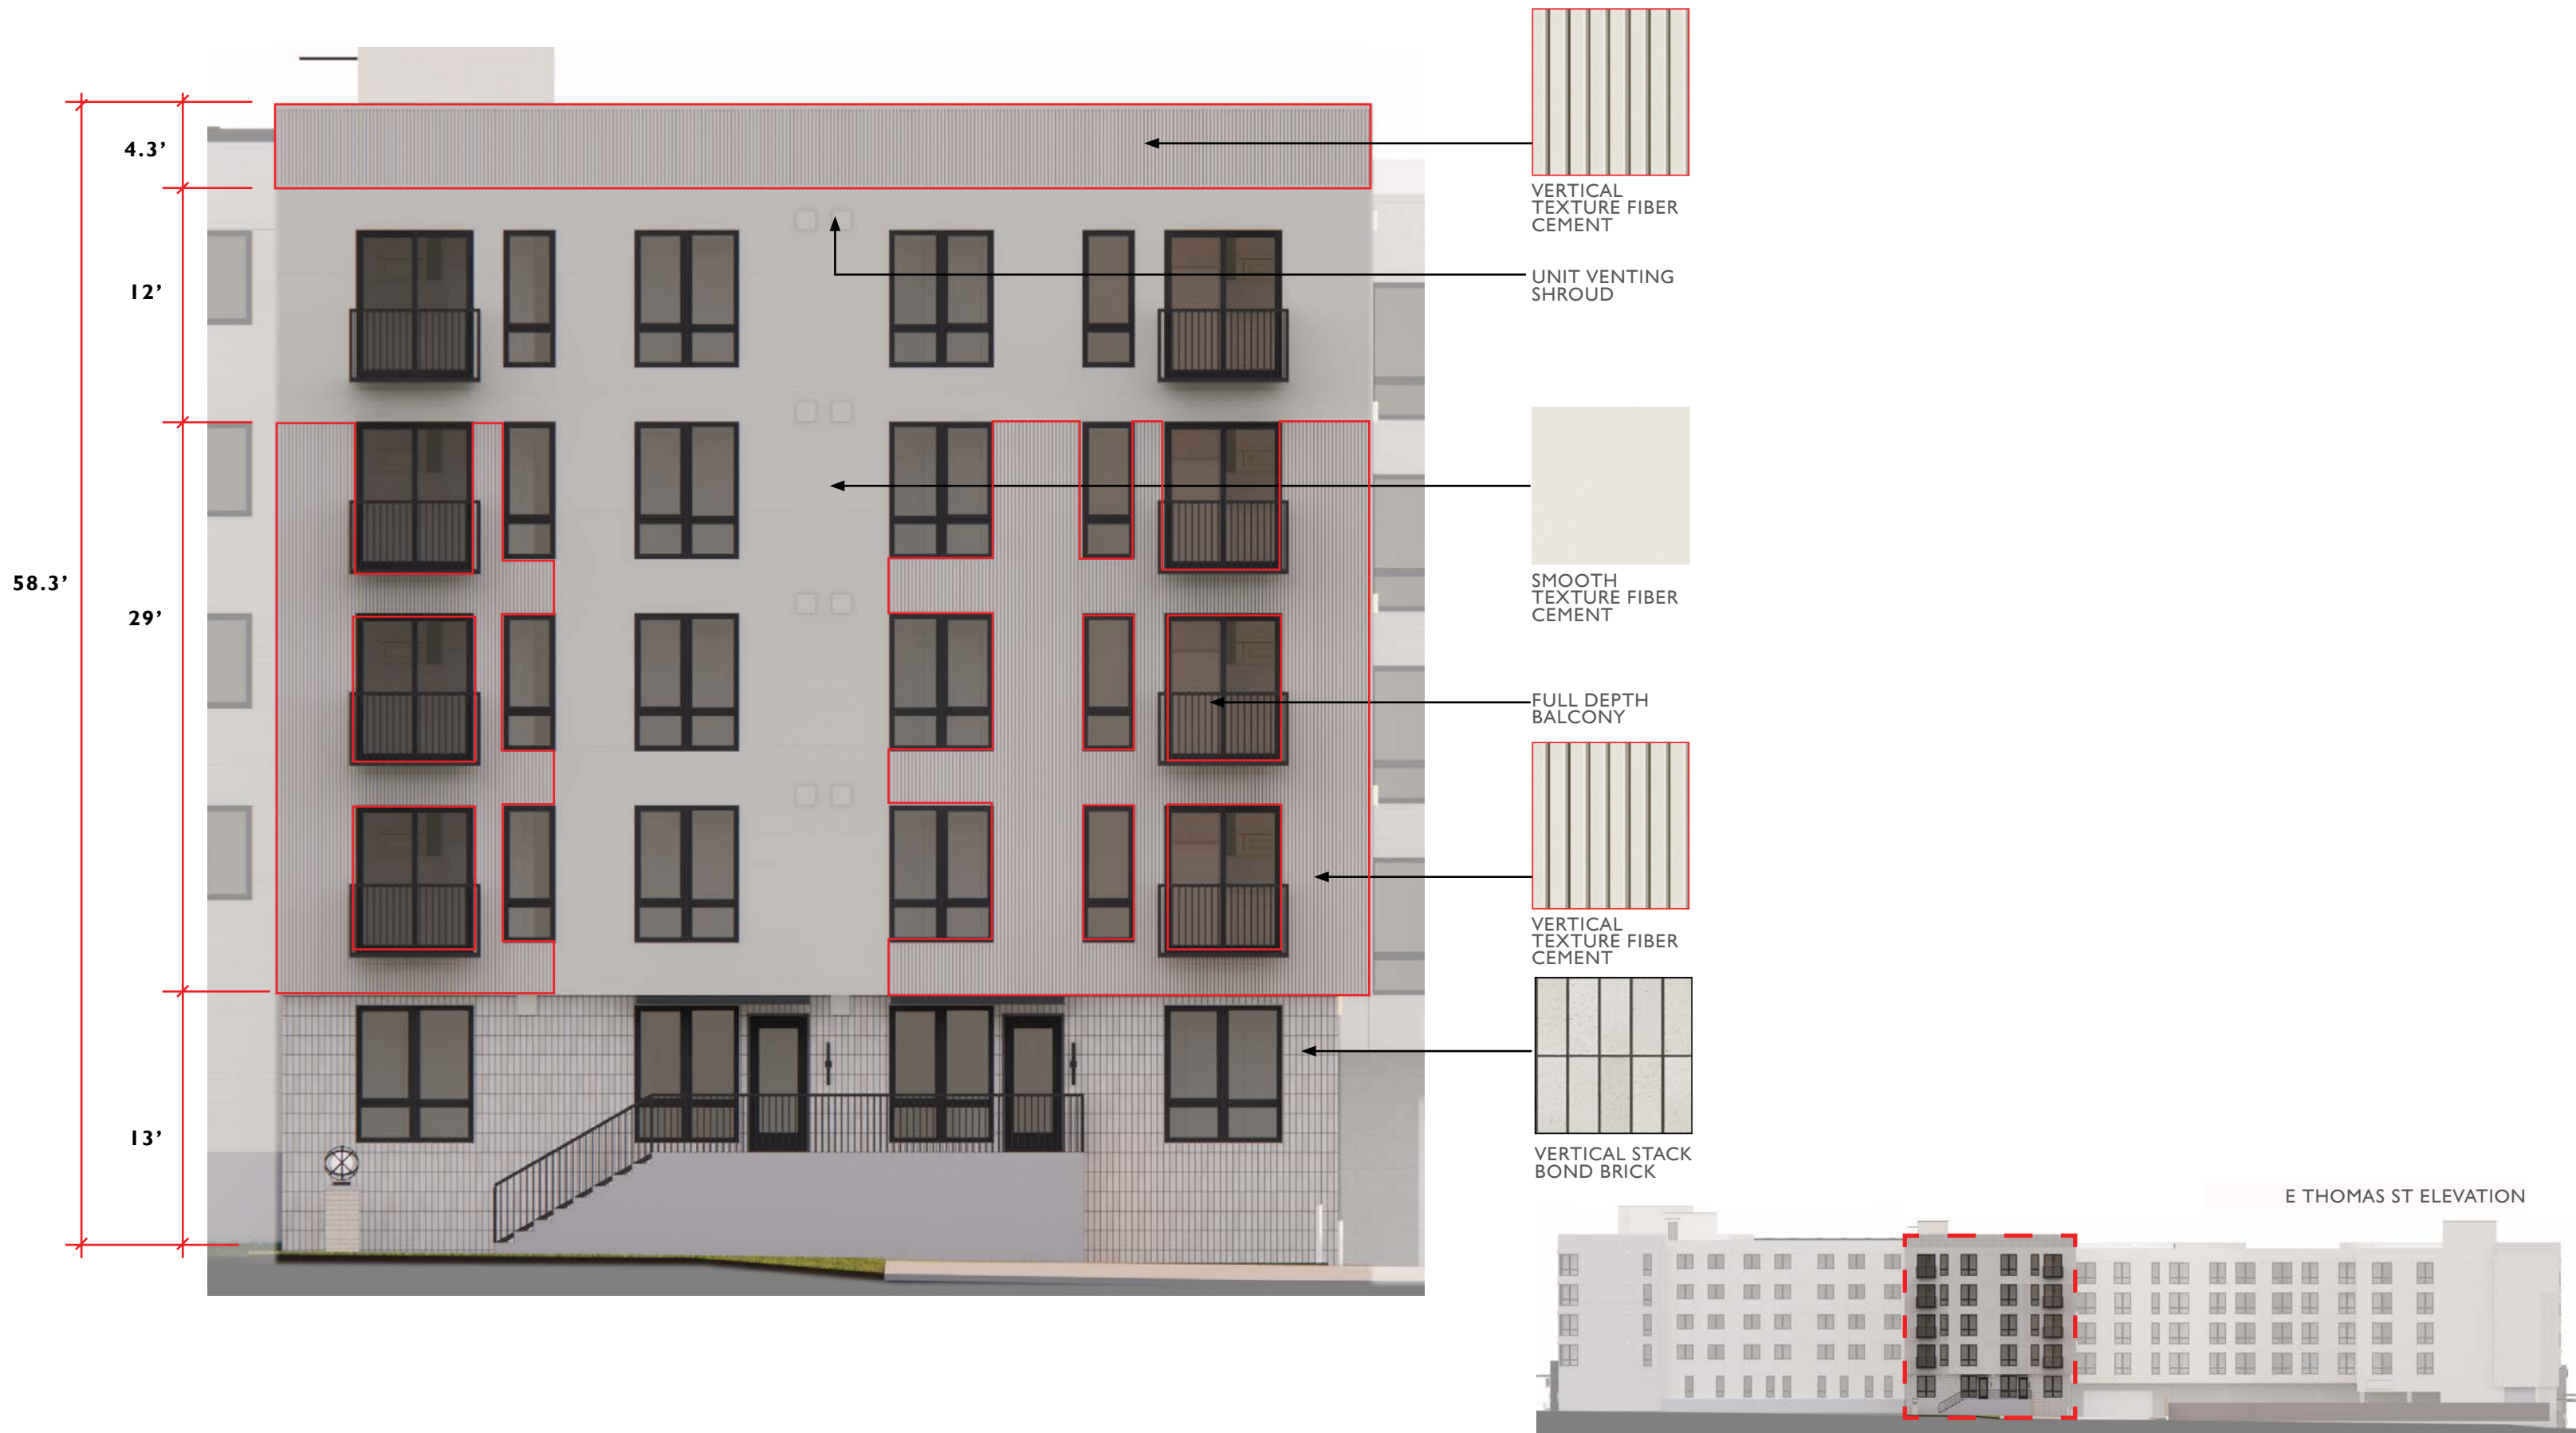 4.3’
12’
58.3’
29’
13’
VERTICAL
TEXTURE FIBER
CEMENT
UNIT VENTING
SHROUD
SMOOTH
TEXTURE FIBER
CEMENT
FULL DEPTH
BALCONY
VERTICAL
TEXTURE FIBER
CEMENT
VERTICAL STACK
BOND BRICK
E THOMAS ST ELEVATION